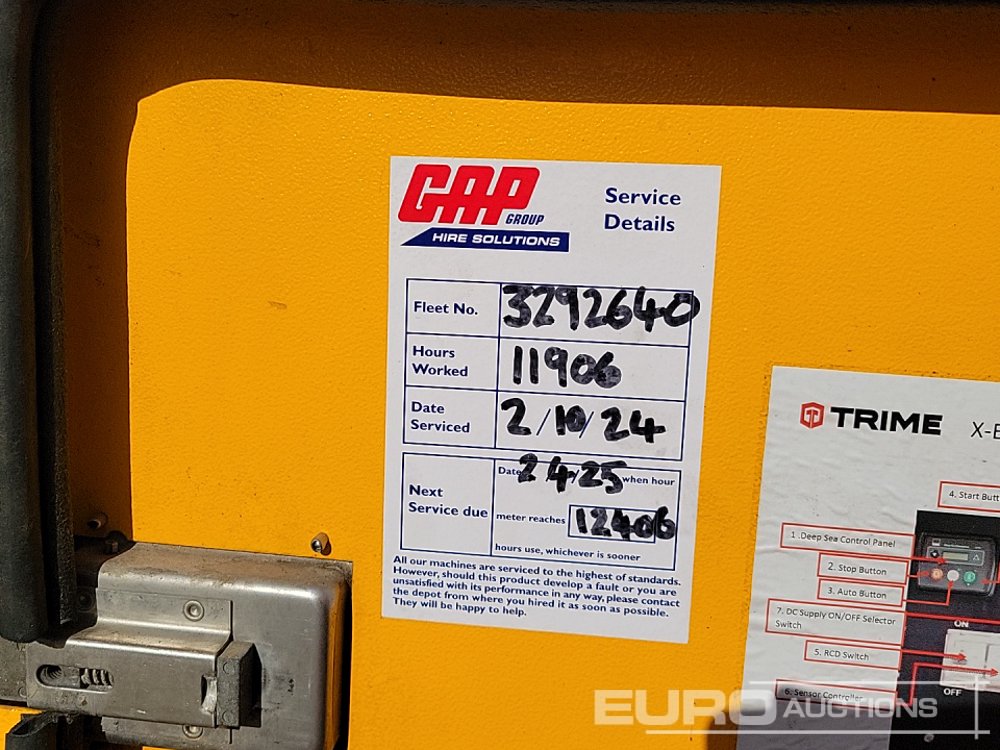 GAP GROUP
HIRE SOLUTIONS
Service
Details
Fleet No. 3292640
Hours
Worked 11906
Date
Serviced 2/10/24
Next
Service due
Date 2 4/25 when hour
meter reaches 12406
hours use, whichever is sooner
All our machines are serviced to the highest of standards.
However, should this product develop a fault or you are
unsatisfied with its performance in any way, please contact
the depot from where you hired it as soon as possible.
They will be happy to help.
TRIME
4. Start
1 .Deep Sea Control Panel
2. Stop Button
3. Auto Button
7. DC Supply ON/OFF Selector
Switch
5. RCD Switch
6. Sensor Controller
ON
OFF
EURO AUCTIONS